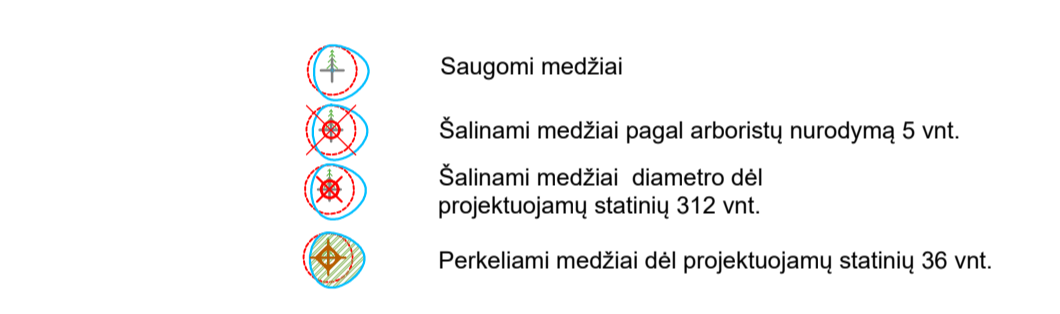 Saugomi medžiai
Šalinami medžiai pagal arboristų nurodymą 5 vnt.
Šalinami medžiai diametro dėl
projektuojamų statinių 312 vnt.
Perkeliami medžiai dėl projektuojamų statinių 36 vnt.